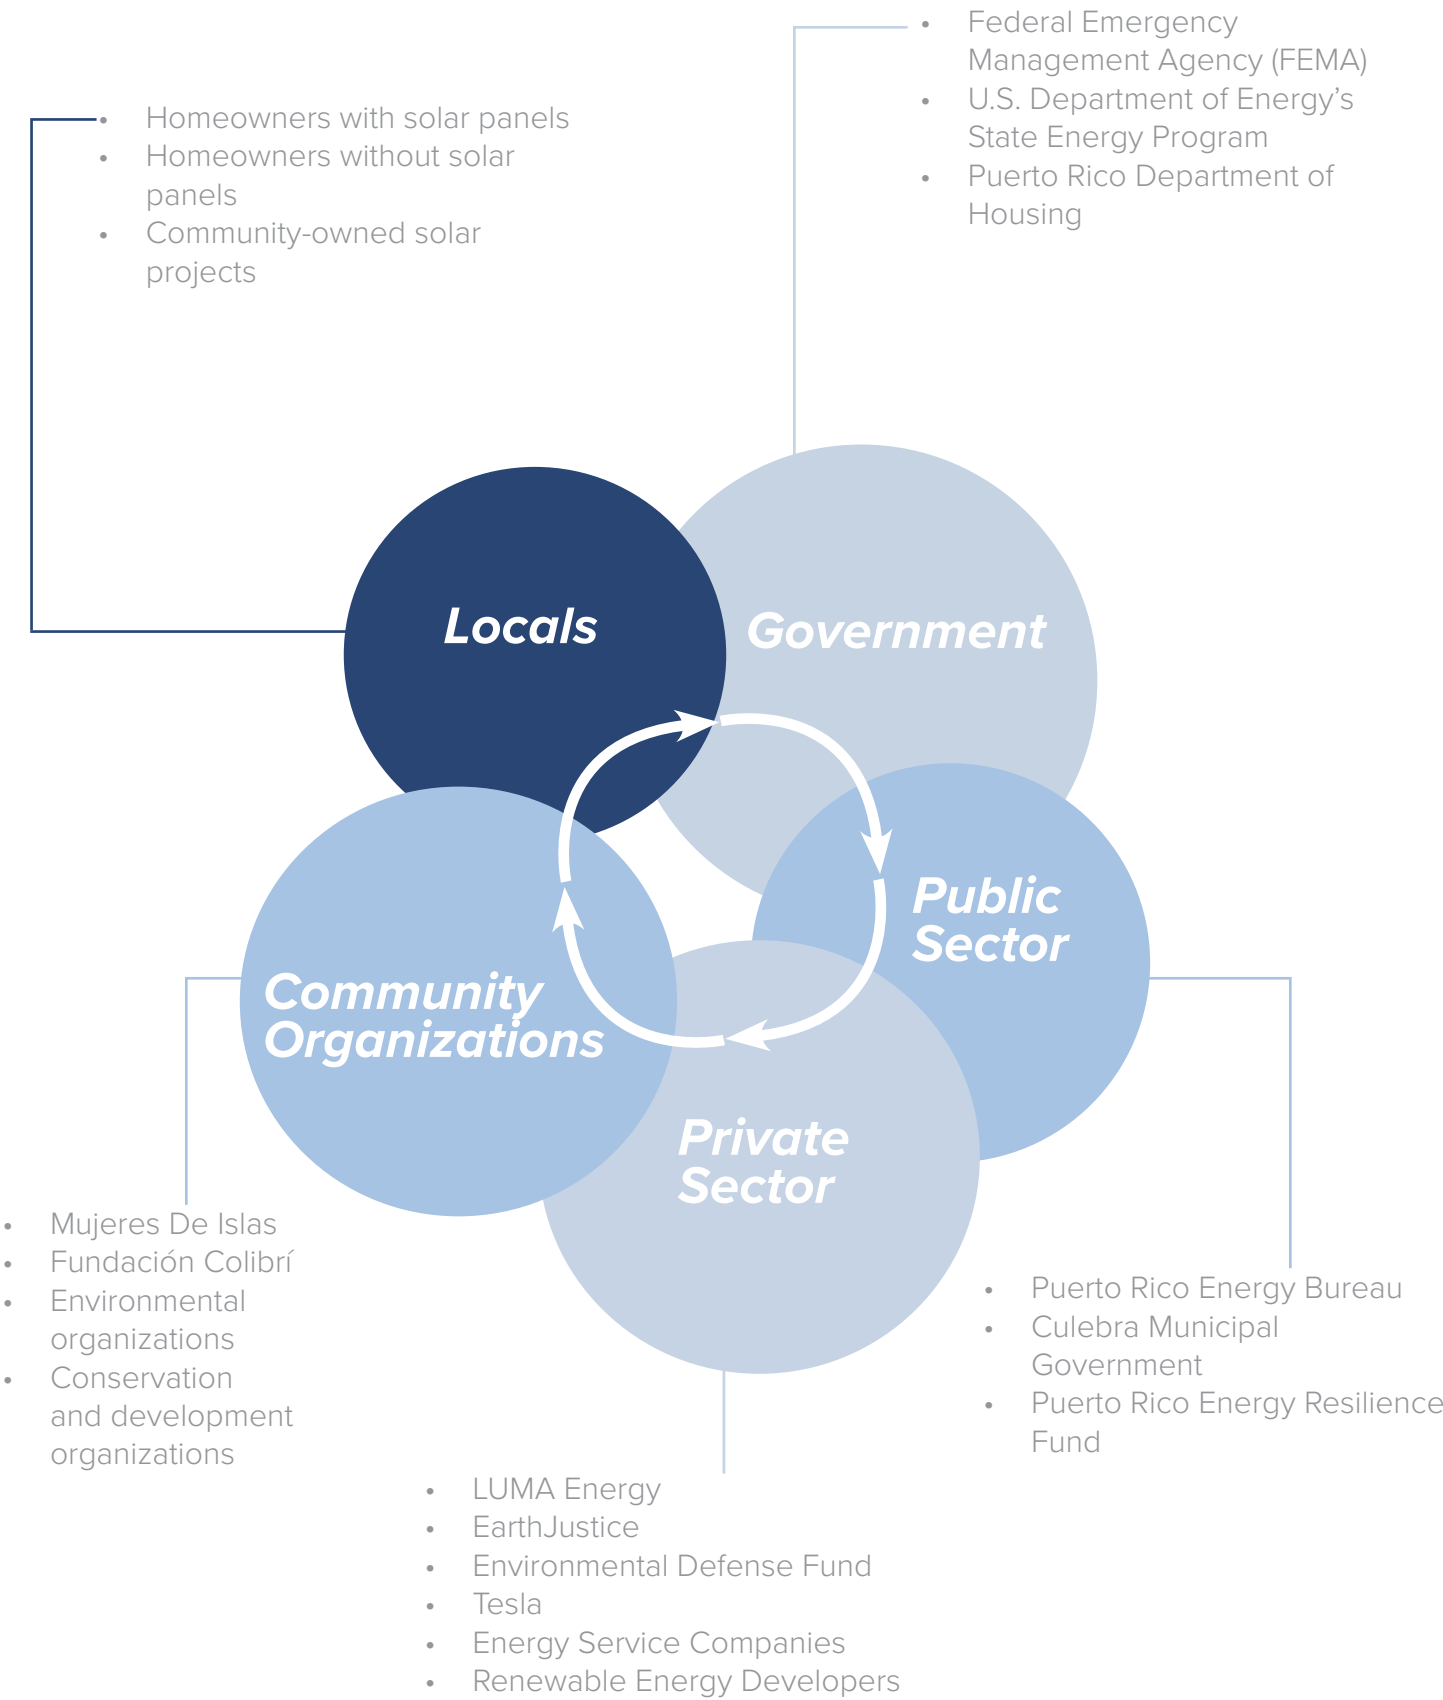 • Federal Emergency
Management Agency (FEMA)
• U.S. Department of Energy’s
State Energy Program
• Puerto Rico Department of
Housing
• Homeowners with solar panels
• Homeowners without solar
panels
• Community-owned solar
projects
Locals
Government
Public
Sector
Community
Organizations
Private
Sector
• Mujeres De Islas
• Fundación Colibrí
• Environmental
organizations
• Conservation
and development
organizations
• Puerto Rico Energy Bureau
• Culebra Municipal
Government
• Puerto Rico Energy Resilience
Fund
• LUMA Energy
• EarthJustice
• Environmental Defense Fund
• Tesla
• Energy Service Companies
• Renewable Energy Developers